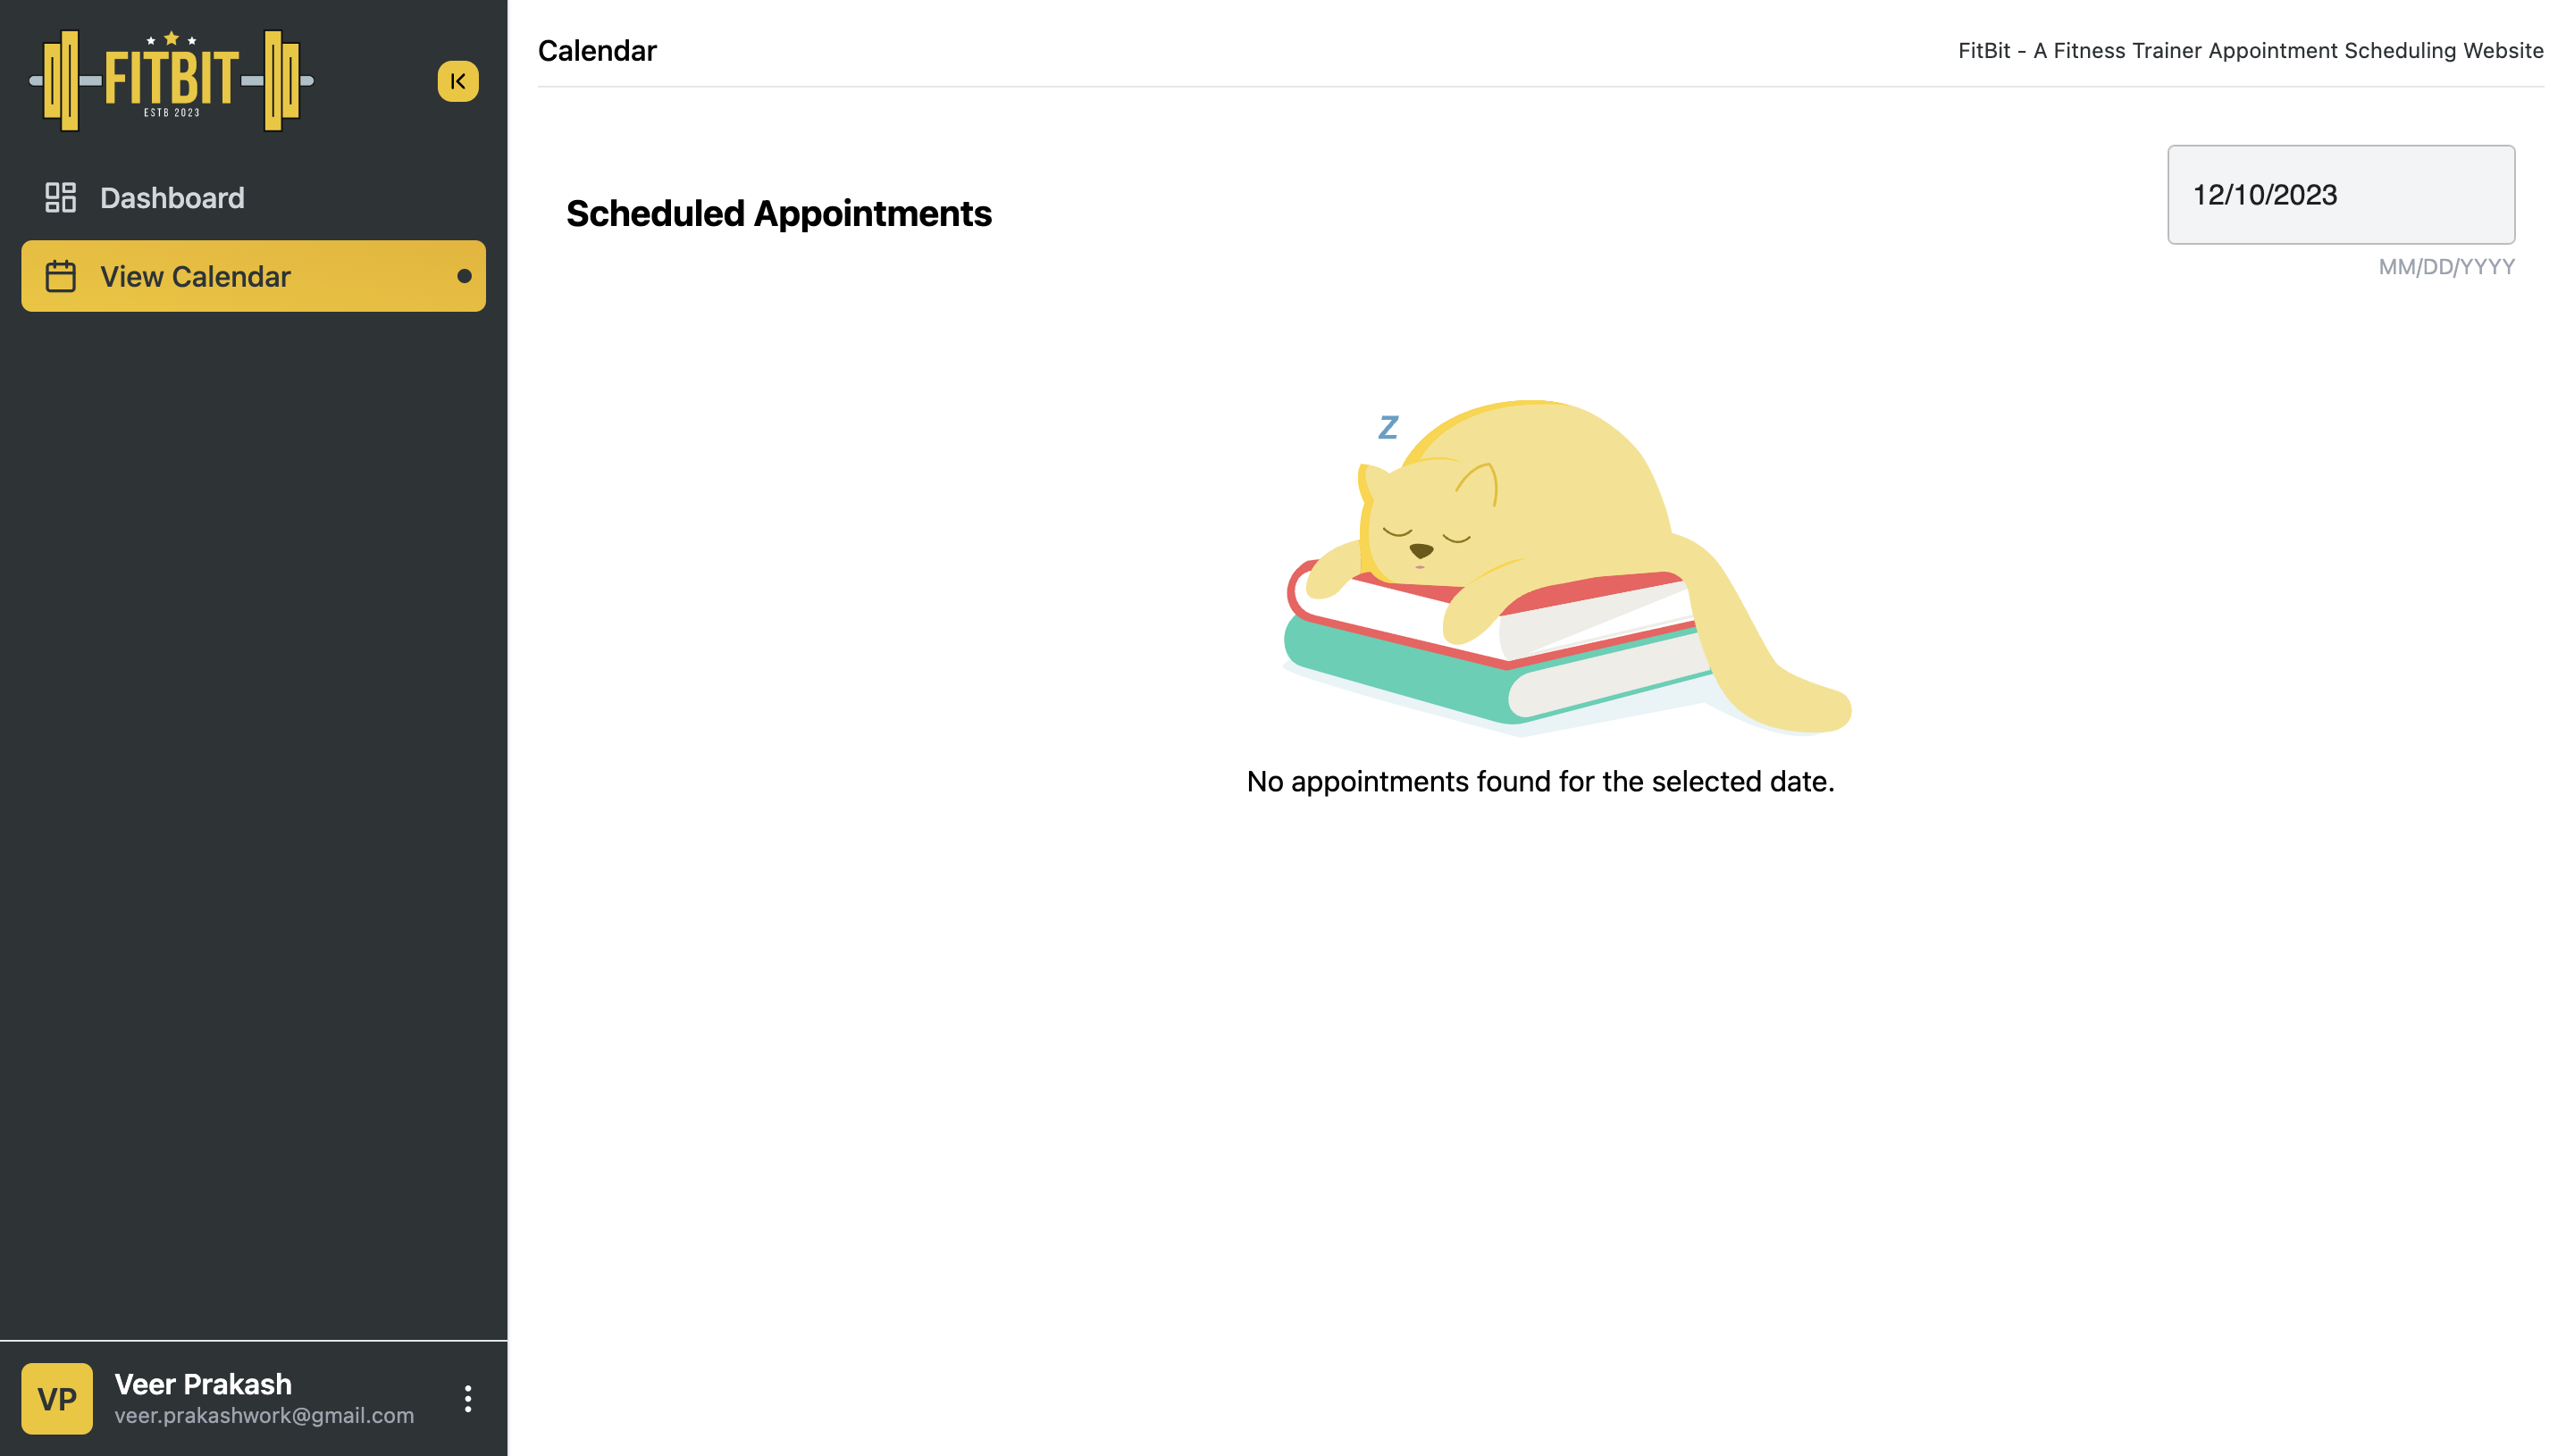 FITBIT
ESTB 2023
Dashboard
View Calendar
Calendar
FitBit - A Fitness Trainer Appointment Scheduling Website
Scheduled Appointments
12/10/2023
MM/DD/YYYY
Z
No appointments found for the selected date.
VP
Veer Prakash
veer.prakashwork@gmail.com